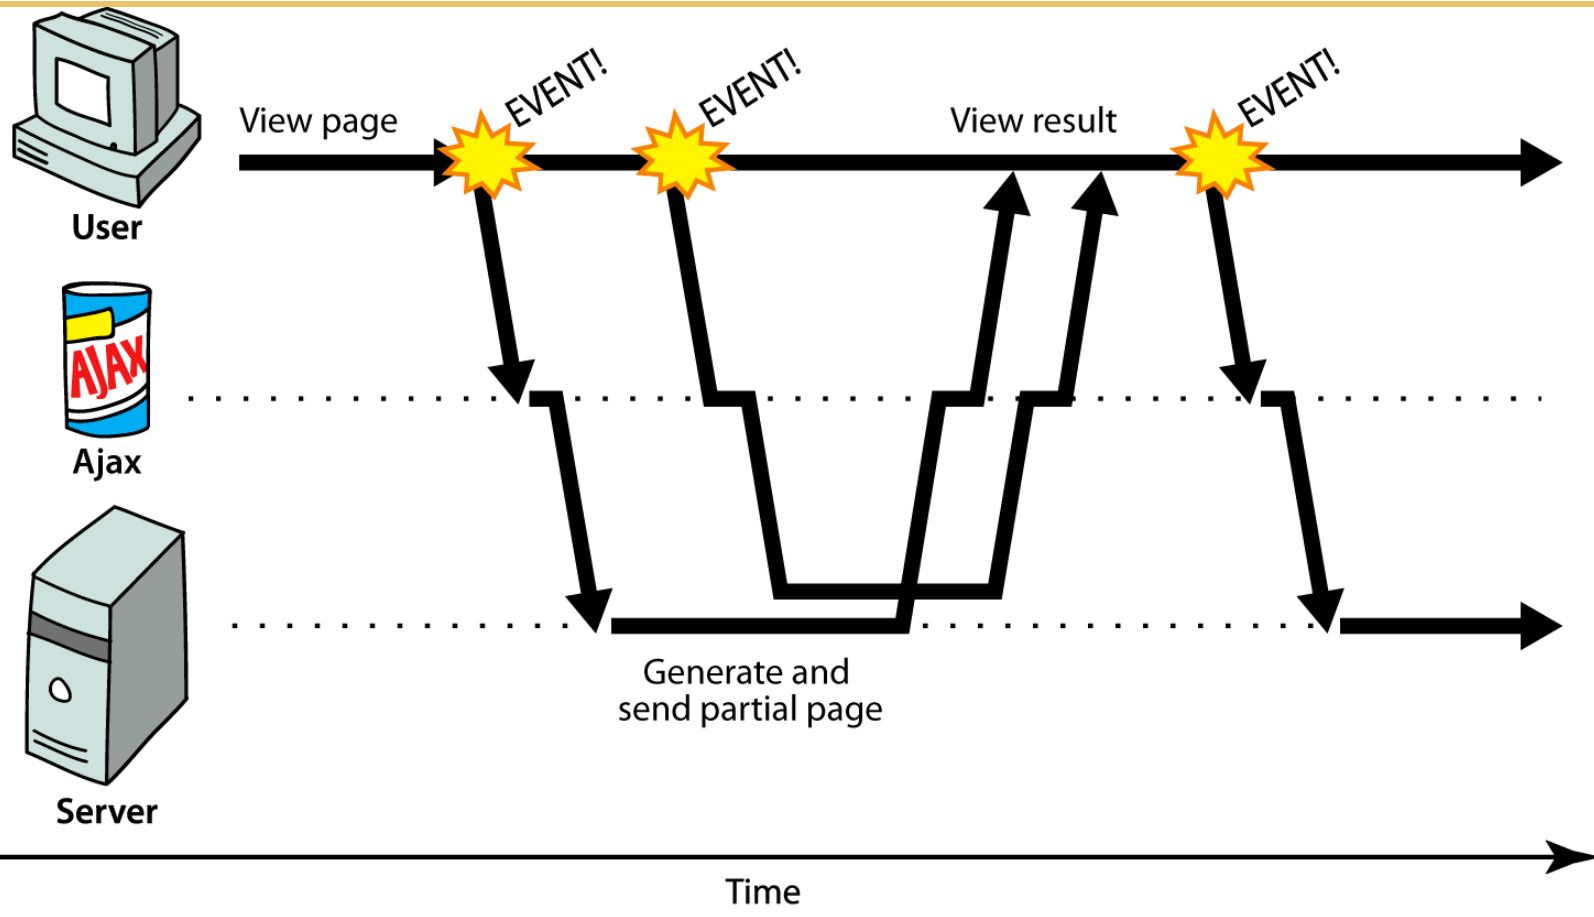 EVENT!
EVENT!
EVENT!
View page
View result
User
AJAX
Ajax
Generate and
send partial page
Server
Time